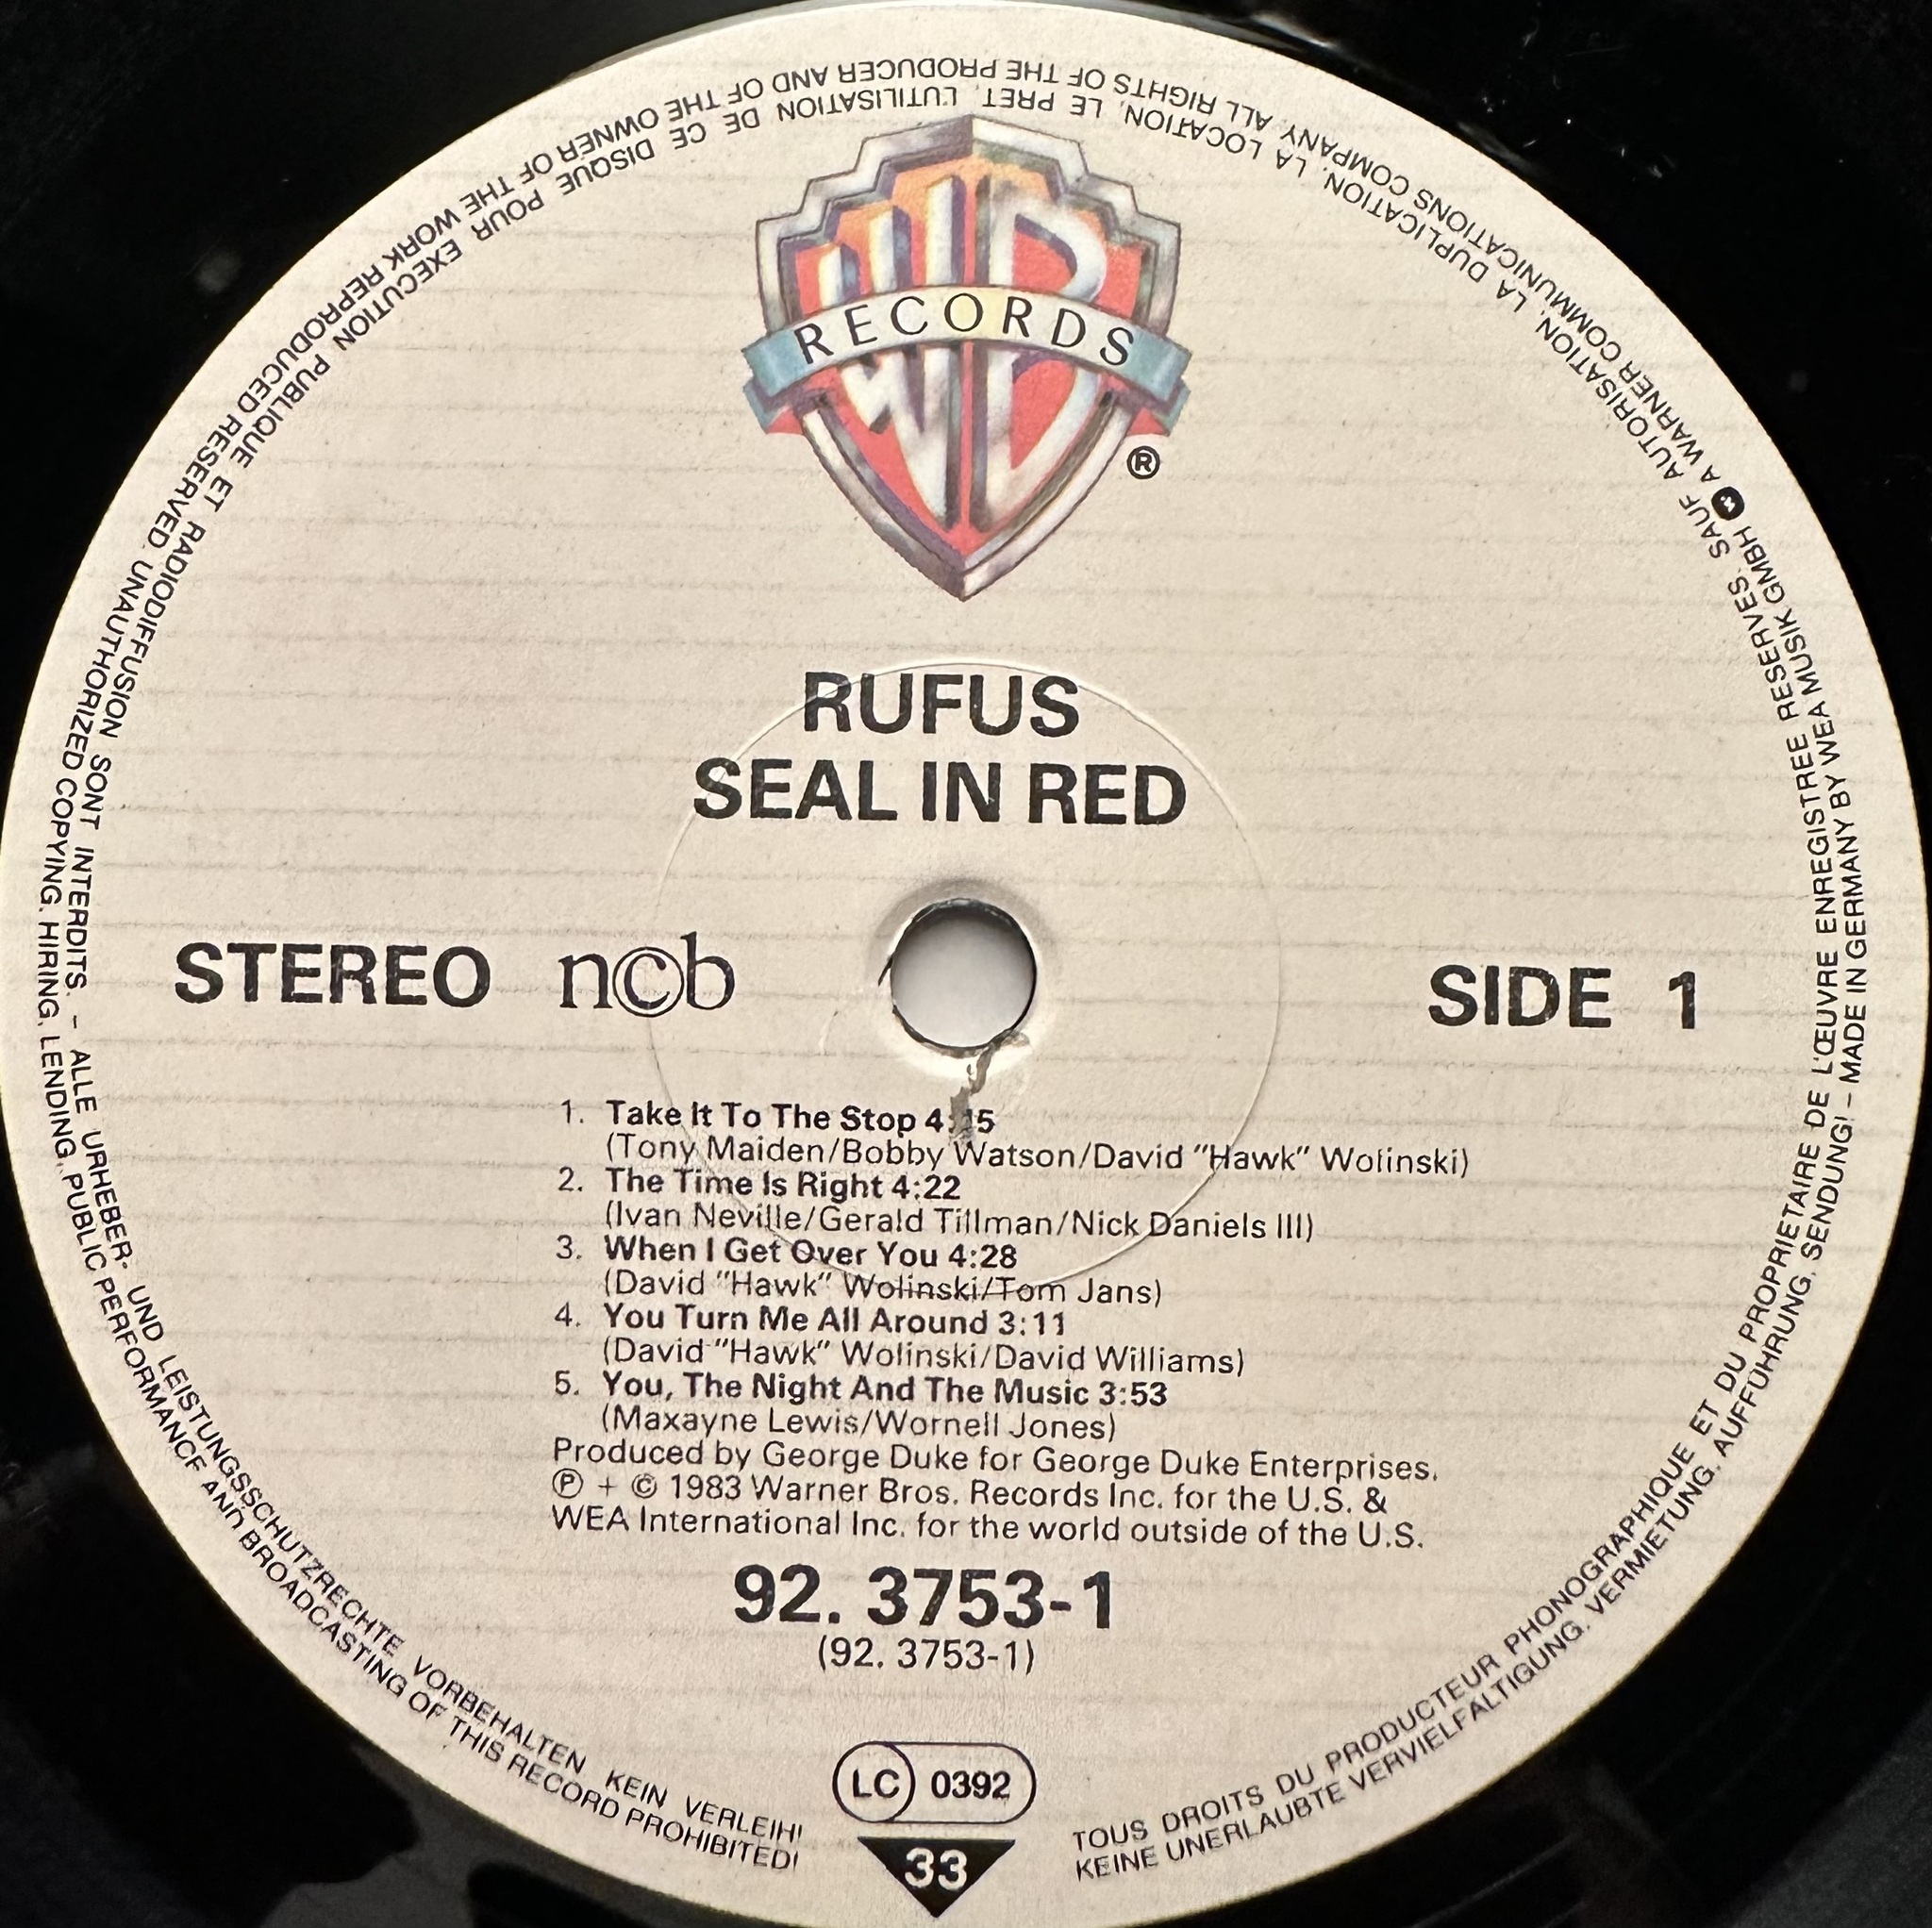 WB
RECORDS
®
RUFUS
SEAL IN RED
STEREO ncb SIDE 1
1. Take It To The Stop 4:15
(Tony Maiden/Bobby Watson/David "Hawk" Wolinski)
2. The Time Is Right 4:22
(Ivan Neville/Gerald Tillman/Nick Daniels III)
3. When I Get Over You 4:28
(David "Hawk" Wolinski/Tom Jans)
4. You Turn Me All Around 3:11
(David "Hawk" Wolinski/David Williams)
5. You, The Night And The Music 3:53
(Maxayne Lewis/Wornell Jones)
Produced by George Duke for George Duke Enterprises.
℗ + © 1983 Warner Bros. Records Inc. for the U.S. &
WEA International Inc. for the world outside of the U.S.
92. 3753-1
(92. 3753-1)
LC 0392
33
TOUS DROITS DU PRODUCTEUR PHONOGRAPHIQUE ET DU PROPRIETAIRE DE L'ŒUVRE ENREGISTREE RESERVES. SAUF AUTORISATION, LA DUPLICATION, LA LOCATION, LE PRET, L'UTILISATION DE CE DISQUE POUR EXECUTION PUBLIQUE ET RADIODIFFUSION SONT INTERDITS. – ALLE URHEBER- UND LEISTUNGSSCHUTZRECHTE VORBEHALTEN KEIN VERLEIH!
KEINE UNERLAUBTE VERVIELFALTIGUNG, VERMIETUNG, AUFFUHRUNG, SENDUNG! – MADE IN GERMANY BY WEA MUSIK GMBH A WARNER COMMUNICATIONS COMPANY. ALL RIGHTS OF THE PRODUCER AND OF THE OWNER OF THE WORK REPRODUCED RESERVED. UNAUTHORIZED COPYING, HIRING, LENDING, PUBLIC PERFORMANCE AND BROADCASTING OF THIS RECORD PROHIBITED!